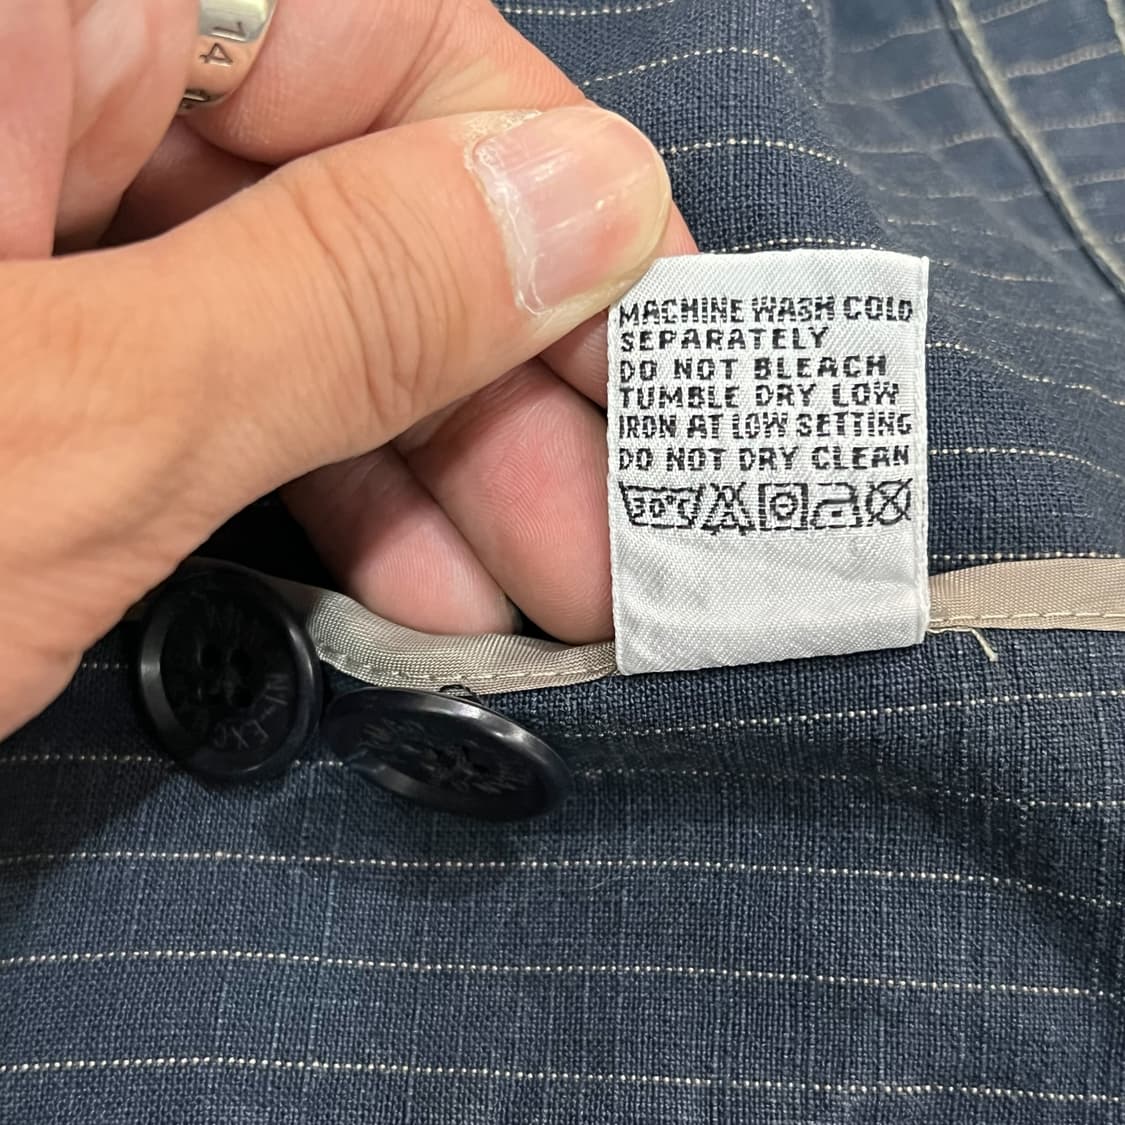 14
MACHINE WASH COLD
SEPARATELY
DO NOT BLEACH
TUMBLE DRY LOW
IRON AT LOW SETTING
DO NOT DRY CLEAN
30°C